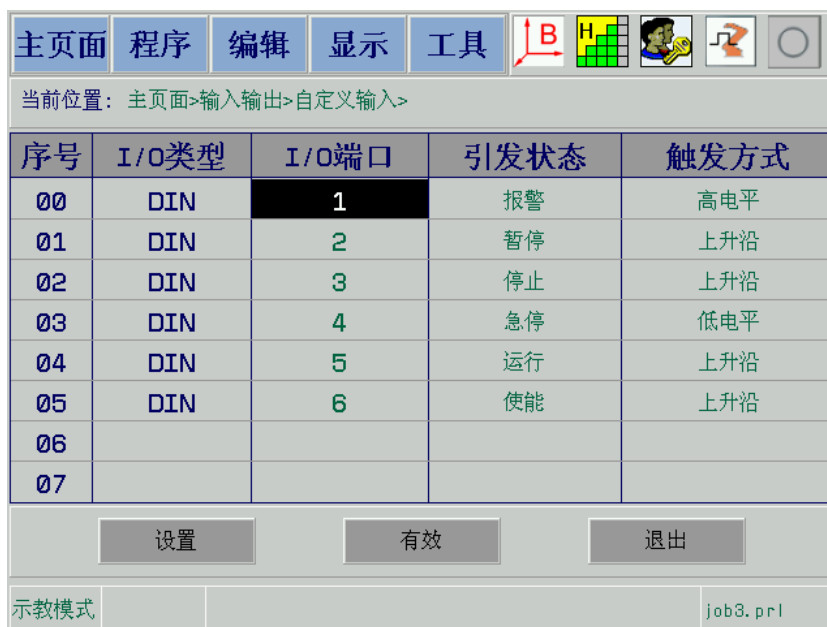 主页面 程序 编辑 显示 工具 B H
当前位置: 主页面>输入输出>自定义输入>
序号 I/O类型 I/O端口 引发状态 触发方式
00 DIN 1 报警 高电平
01 DIN 2 暂停 上升沿
02 DIN 3 停止 上升沿
03 DIN 4 急停 低电平
04 DIN 5 运行 上升沿
05 DIN 6 使能 上升沿
06
07
设置 有效 退出
示教模式 job3.prl